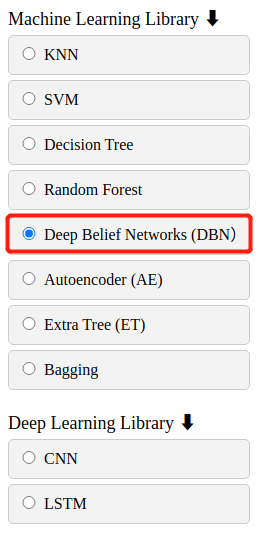 Machine Learning Library ⬇
KNN
SVM
Decision Tree
Random Forest
Deep Belief Networks (DBN）
Autoencoder (AE)
Extra Tree (ET)
Bagging
Deep Learning Library ⬇
CNN
LSTM